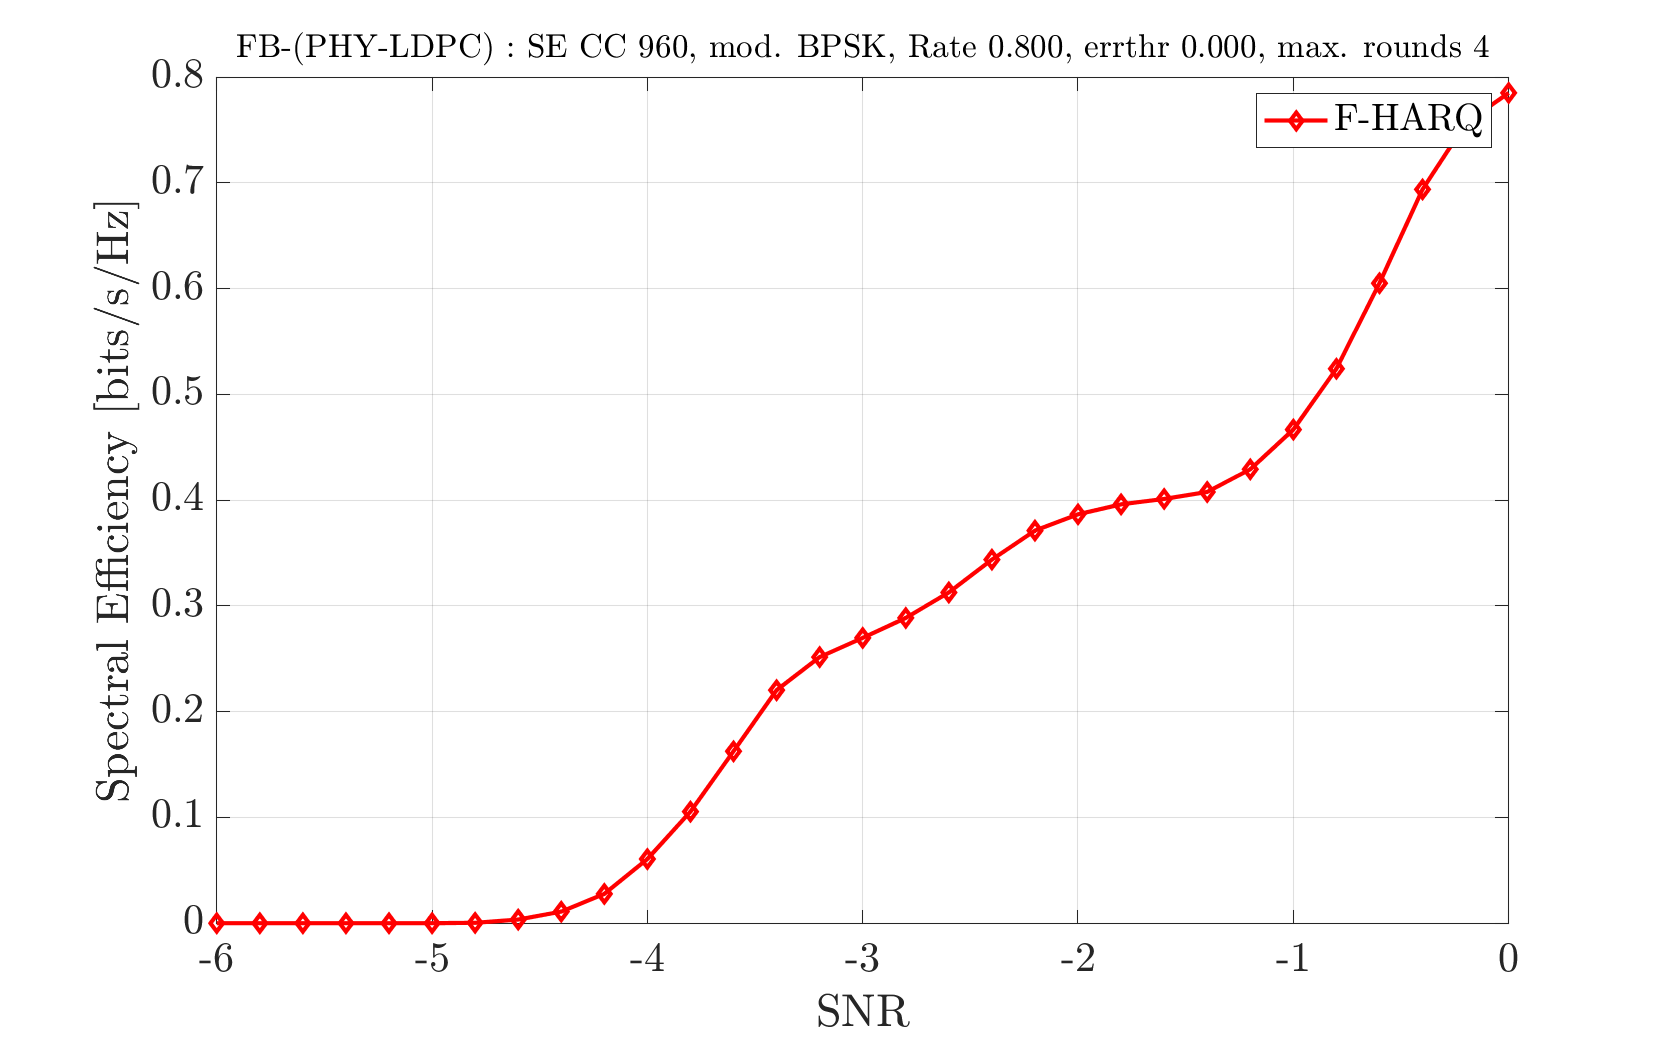 FB-(PHY-LDPC) : SE CC 960, mod. BPSK, Rate 0.800, errthr 0.000, max. rounds 4
F-HARQ
Spectral Efficiency [bits/s/Hz]
0.8
0.7
0.6
0.5
0.4
0.3
0.2
0.1
0
-6 -5 -4 -3 -2 -1 0
SNR